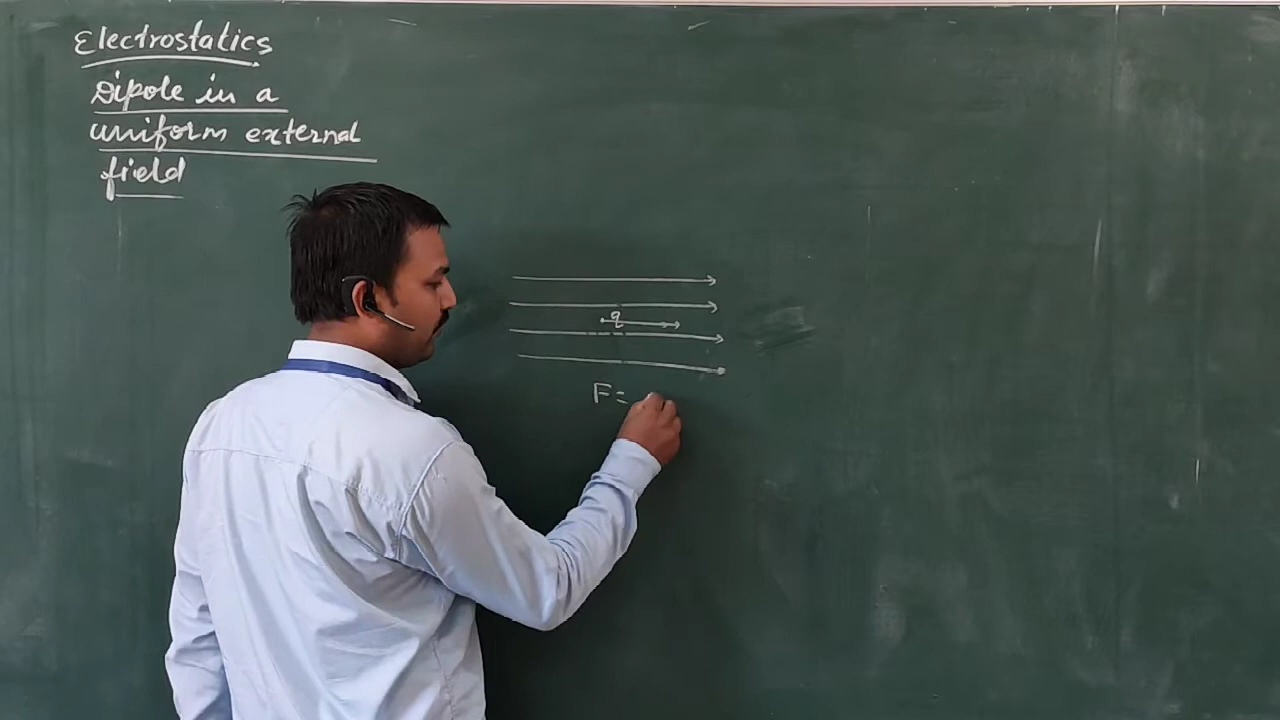 Electrostatics
Dipole in a
uniform external
field
q
F=